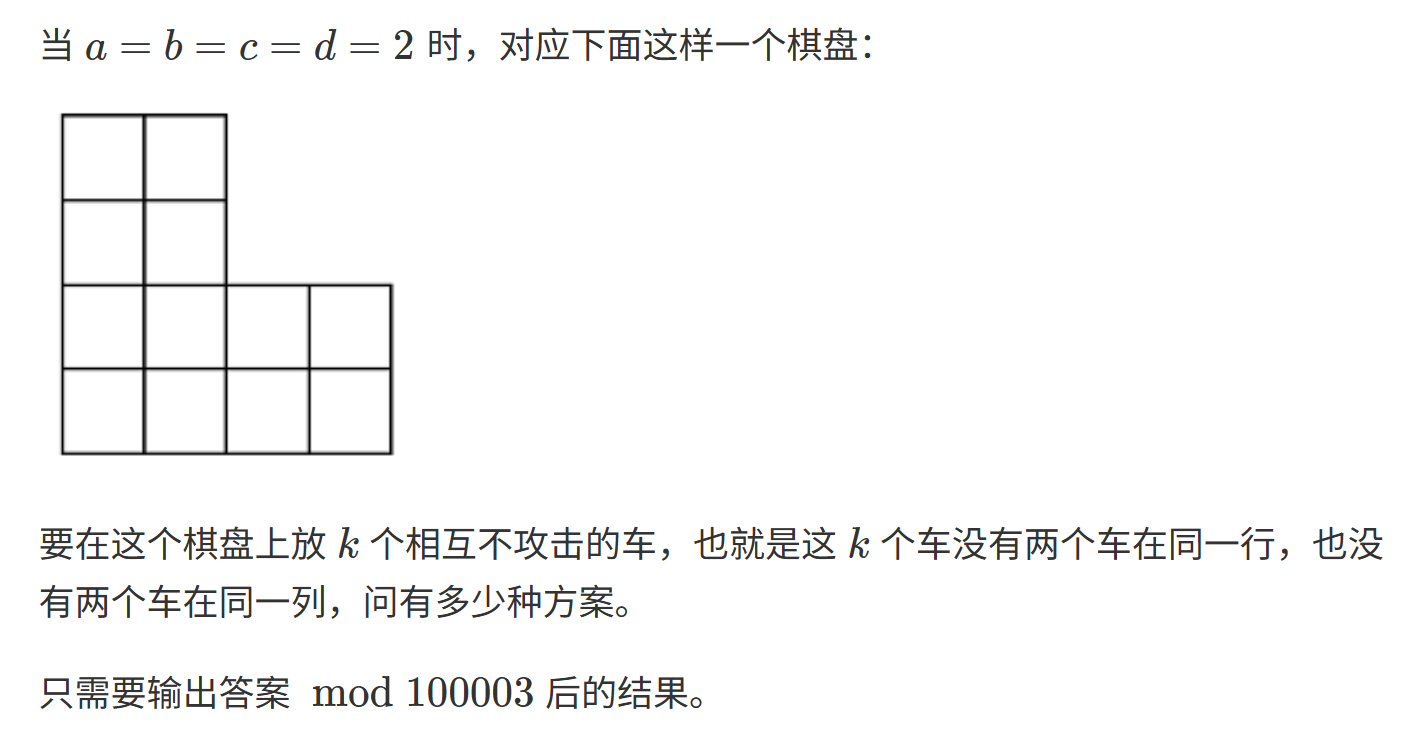 当 a = b = c = d = 2 时，对应下面这样一个棋盘：
要在这个棋盘上放 k 个相互不攻击的车，也就是这 k 个车没有两个车在同一行，也没
有两个车在同一列，问有多少种方案。
只需要输出答案 mod 100003 后的结果。